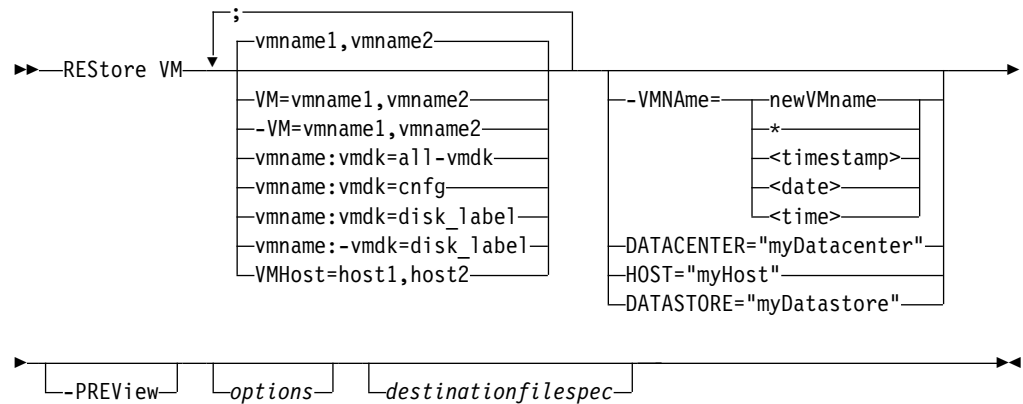 ;
vmname1,vmname2
REStore VM
VM=vmname1,vmname2
-VM=vmname1,vmname2
vmname:vmdk=all-vmdk
vmname:vmdk=cnfg
vmname:vmdk=disk_label
vmname:-vmdk=disk_label
VMHost=host1,host2
-VMNAme= newVMname
*
<timestamp>
<date>
<time>
DATACENTER="myDatacenter"
HOST="myHost"
DATASTORE="myDatastore"
-PREView options destinationfilespec